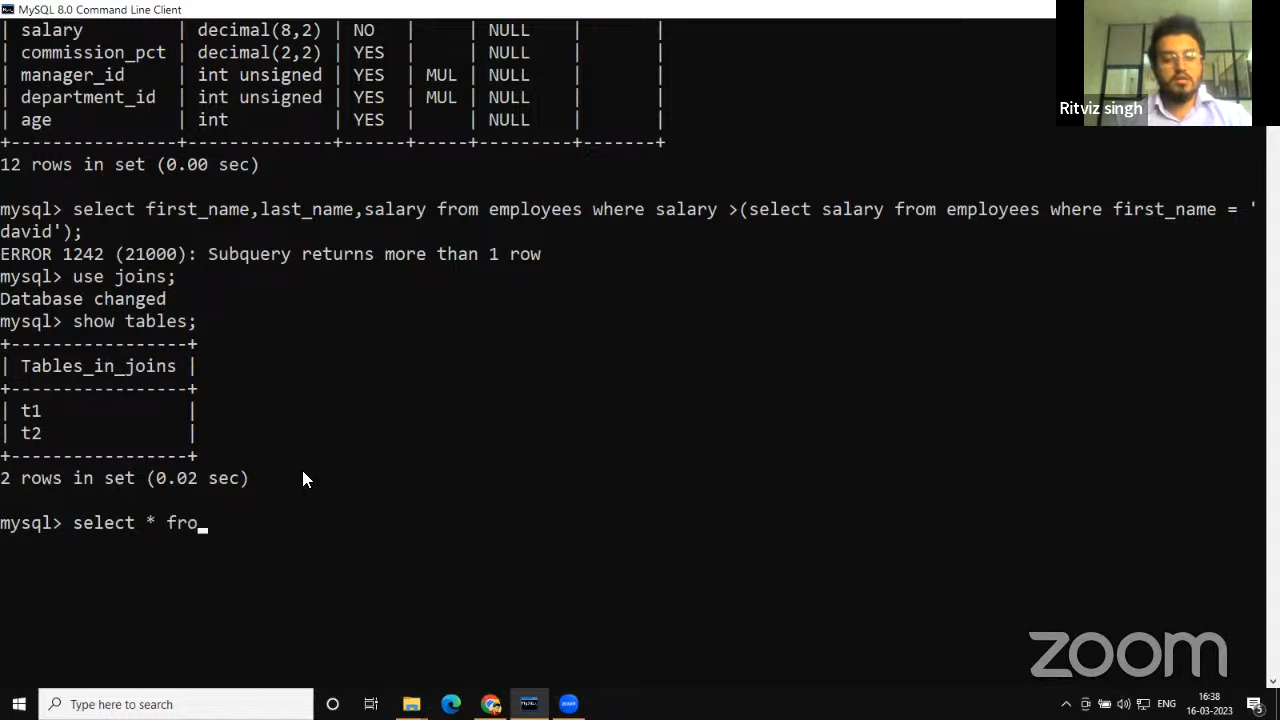 MySQL 8.0 Command Line Client
| salary | decimal(8,2) | NO | | NULL | |
| commission_pct | decimal(2,2) | YES | | NULL | |
| manager_id | int unsigned | YES | MUL | NULL | |
| department_id | int unsigned | YES | MUL | NULL | |
| age | int | YES | | NULL | |
+----------------+--------------+------+-----+---------+-------+
12 rows in set (0.00 sec)
mysql> select first_name,last_name,salary from employees where salary >(select salary from employees where first_name = '
david');
ERROR 1242 (21000): Subquery returns more than 1 row
mysql> use joins;
Database changed
mysql> show tables;
+-----------------+
| Tables_in_joins |
+-----------------+
| t1 |
| t2 |
+-----------------+
2 rows in set (0.02 sec)
mysql> select * fro_
Ritviz singh
zoom
Type here to search
zoom
ENG
16:38
16-03-2023
5